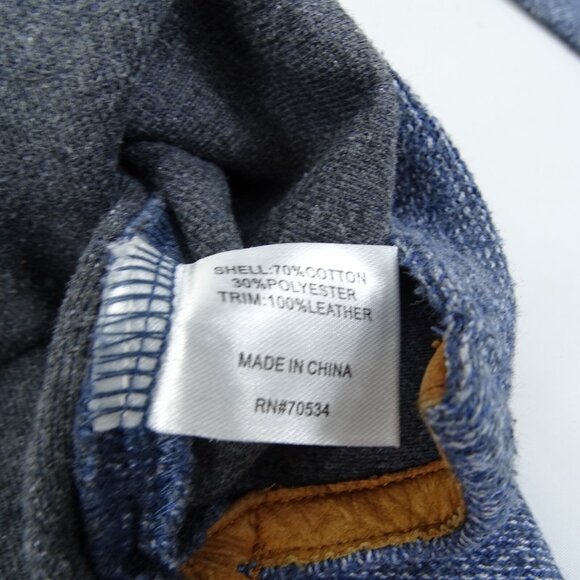 SHELL:70%COTTON
30%POLYESTER
TRIM:100%LEATHER
MADE IN CHINA
RN#70534